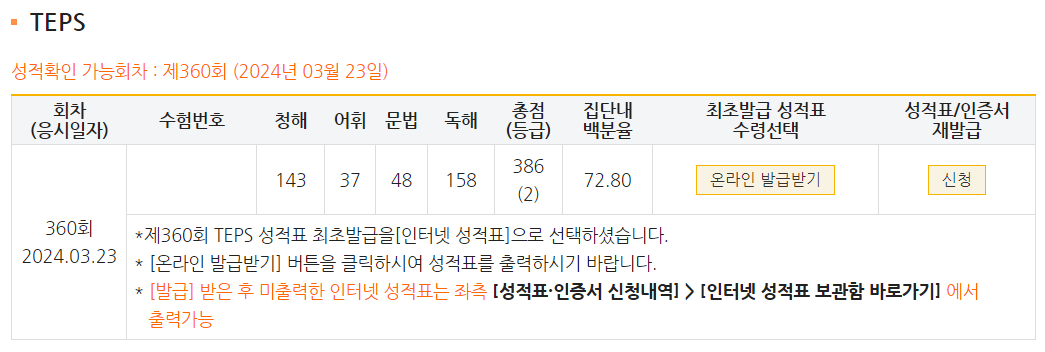 TEPS
성적확인 가능회차 : 제360회 (2024년 03월 23일)
회차
(응시일자)
수험번호
청해
어휘
문법
독해
총점
(등급)
집단내
백분율
최초발급 성적표
수령선택
성적표/인증서
재발급
360회
2024.03.23
143
37
48
158
386
(2)
72.80
온라인 발급받기
신청
*제360회 TEPS 성적표 최초발급을[인터넷 성적표]으로 선택하셨습니다.
* [온라인 발급받기] 버튼을 클릭하시여 성적표를 출력하시기 바랍니다.
* [발급] 받은 후 미출력한 인터넷 성적표는 좌측 [성적표·인증서 신청내역] > [인터넷 성적표 보관함 바로가기] 에서
출력가능